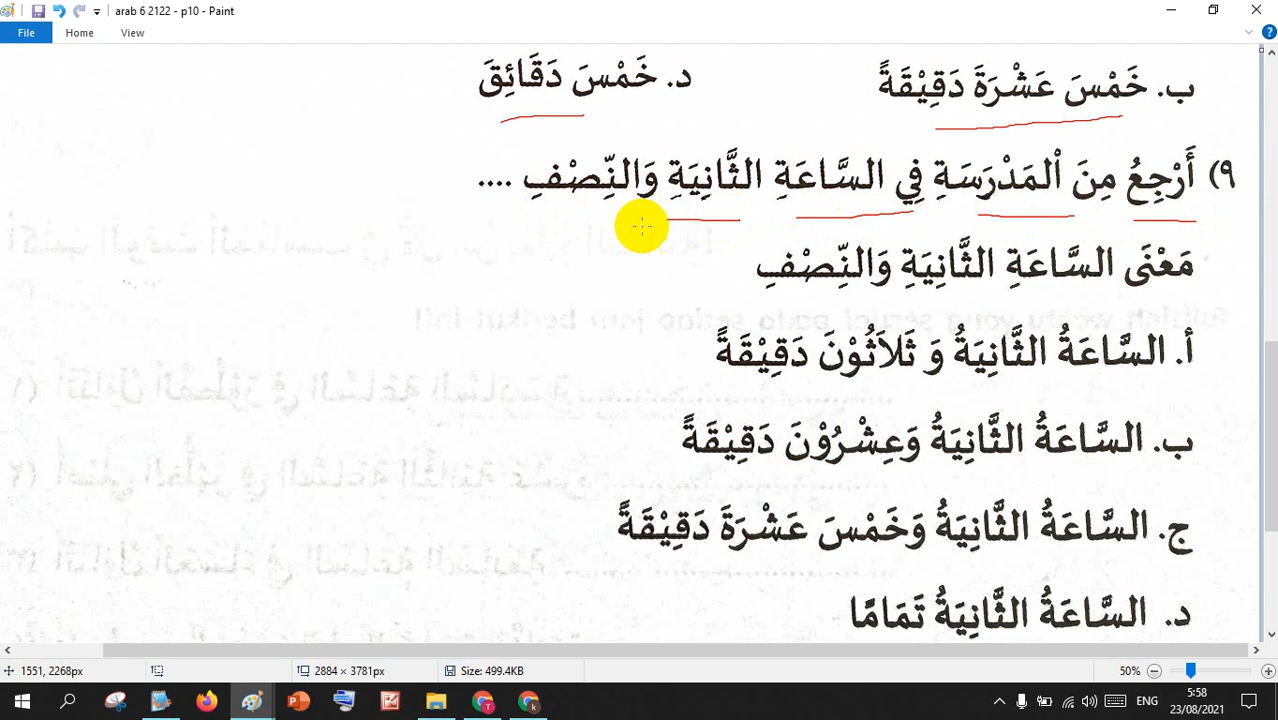 arab 6 2122 - p10 - Paint
File Home View
ب. خَمْسَ عَشْرَةَ دَقِيْقَةً د. خَمْسَ دَقَائِقَ
٩) أَرْجِعُ مِنَ الْمَدْرَسَةِ فِي السَّاعَةِ الثَّانِيَةِ وَالنِّصْفِ ....
مَعْنَى السَّاعَةِ الثَّانِيَةِ وَالنِّصْفِ
أ. السَّاعَةُ الثَّانِيَةُ وَ ثَلَاثُوْنَ دَقِيْقَةً
ب. السَّاعَةُ الثَّانِيَةُ وَعِشْرُوْنَ دَقِيْقَةً
ج. السَّاعَةُ الثَّانِيَةُ وَخَمْسَ عَشْرَةَ دَقِيْقَةً
د. السَّاعَةُ الثَّانِيَةُ تَمَامًا
1551, 2268px 2884 × 3781px Size: 499.4KB 50%
ENG 5:58
23/08/2021